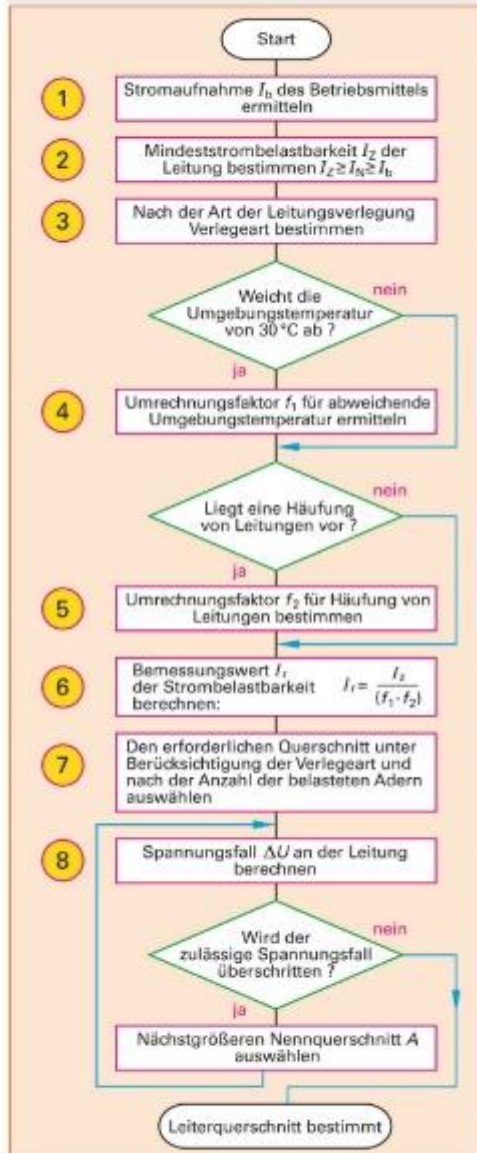 Start
1
Stromaufnahme Ib des Betriebsmittels
ermitteln
2
Mindeststrombelastbarkeit IZ der
Leitung bestimmen IZ ≥ IN ≥ Ib
3
Nach der Art der Leitungsverlegung
Verlegeart bestimmen
nein
Weicht die
Umgebungstemperatur
von 30 °C ab ?
ja
4
Umrechnungsfaktor f1 für abweichende
Umgebungstemperatur ermitteln
nein
Liegt eine Häufung
von Leitungen vor ?
ja
5
Umrechnungsfaktor f2 für Häufung von
Leitungen bestimmen
6
Bemessungswert Ir
der Strombelastbarkeit
berechnen:
Ir = Iz / (f1 · f2)
7
Den erforderlichen Querschnitt unter
Berücksichtigung der Verlegeart und
nach der Anzahl der belasteten Adern
auswählen
8
Spannungsfall ΔU an der Leitung
berechnen
nein
Wird der
zulässige Spannungsfall
überschritten ?
ja
Nächstgrößeren Nennquerschnitt A
auswählen
Leiterquerschnitt bestimmt